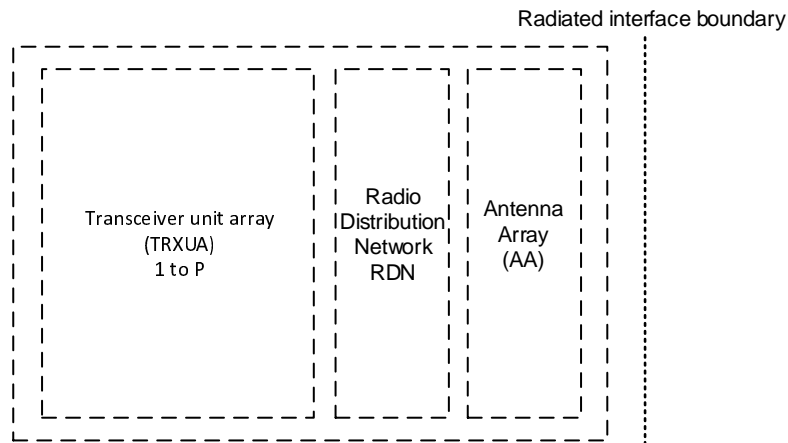 Radiated interface boundary
Transceiver unit array
(TRXUA)
1 to P
Radio
Distribution
Network
RDN
Antenna
Array
(AA)